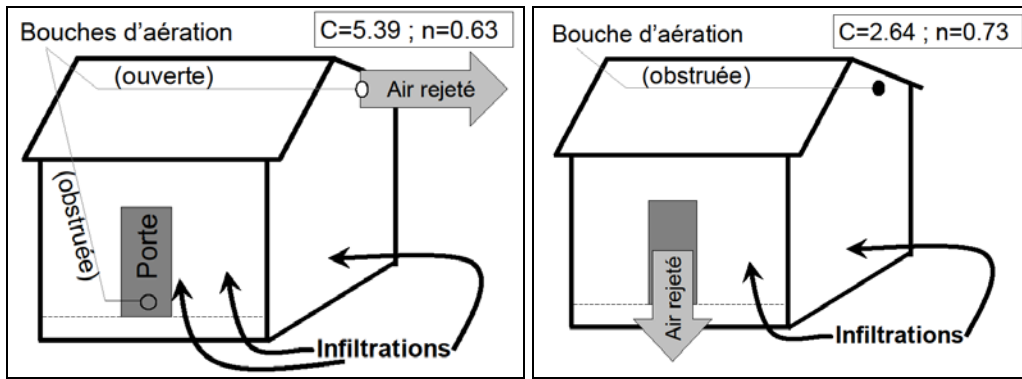 Bouches d'aération
C=5.39 ; n=0.63
(ouverte)
Air rejeté
(obstruée)
Porte
Infiltrations
Bouche d'aération
C=2.64 ; n=0.73
(obstruée)
Air rejeté
Infiltrations